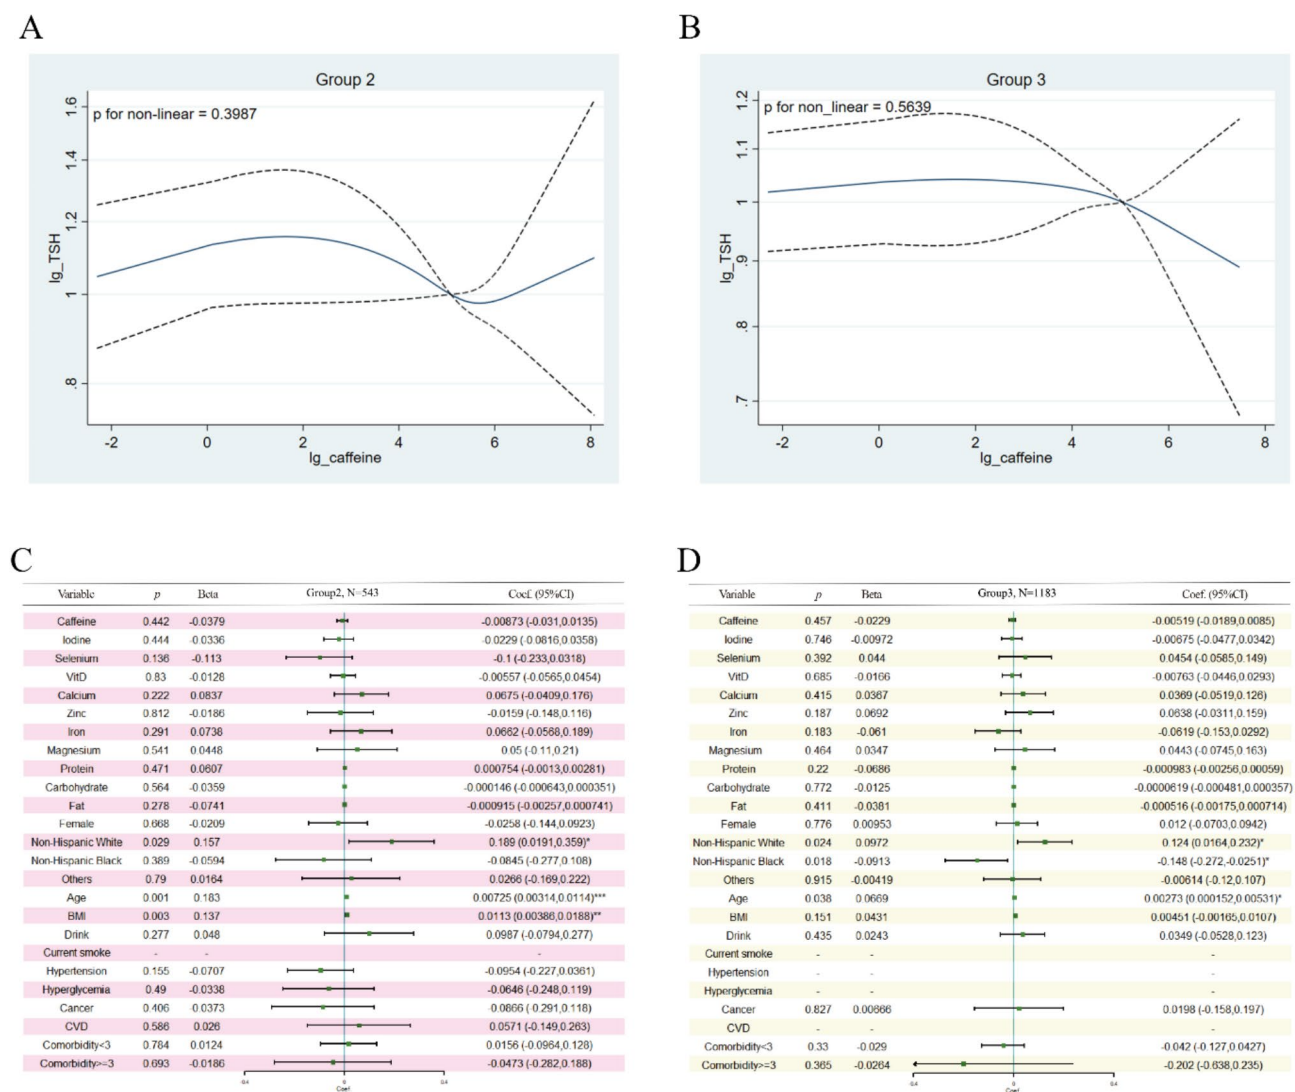 A
B
Group 2
p for non-linear = 0.3987
1.6
1.4
1.2
1
.8
lg_TSH
-2 0 2 4 6 8
lg_caffeine
Group 3
p for non_linear = 0.5639
1.2
1.1
1
.9
.8
.7
lg_TSH
-2 0 2 4 6 8
lg_caffeine
C
Variable p Beta Group2, N=543 Coef. (95%CI)
Caffeine 0.442 -0.0379 -0.00873 (-0.031,0.0135)
Iodine 0.444 -0.0336 -0.0229 (-0.0816,0.0358)
Selenium 0.136 -0.113 -0.1 (-0.233,0.0318)
VitD 0.83 -0.0128 -0.00557 (-0.0565,0.0454)
Calcium 0.222 0.0837 0.0675 (-0.0409,0.176)
Zinc 0.812 -0.0186 -0.0159 (-0.148,0.116)
Iron 0.291 0.0738 0.0662 (-0.0568,0.189)
Magnesium 0.541 0.0448 0.05 (-0.11,0.21)
Protein 0.471 0.0607 0.000754 (-0.0013,0.00281)
Carbohydrate 0.564 -0.0359 -0.000146 (-0.000643,0.000351)
Fat 0.278 -0.0741 -0.000915 (-0.00257,0.000741)
Female 0.668 -0.0209 -0.0258 (-0.144,0.0923)
Non-Hispanic White 0.029 0.157 0.189 (0.0191,0.359)*
Non-Hispanic Black 0.389 -0.0594 -0.0845 (-0.277,0.108)
Others 0.79 0.0164 0.0266 (-0.169,0.222)
Age 0.001 0.183 0.00725 (0.00314,0.0114)***
BMI 0.003 0.137 0.0113 (0.00386,0.0188)**
Drink 0.277 0.048 0.0987 (-0.0794,0.277)
Current smoke - - -
Hypertension 0.155 -0.0707 -0.0954 (-0.227,0.0361)
Hyperglycemia 0.49 -0.0338 -0.0646 (-0.248,0.119)
Cancer 0.406 -0.0373 -0.0866 (-0.291,0.118)
CVD 0.586 0.026 0.0571 (-0.149,0.263)
Comorbidity<3 0.784 0.0124 0.0156 (-0.0964,0.128)
Comorbidity>=3 0.693 -0.0186 -0.0473 (-0.282,0.188)
-0.4 0 0.4
Coef.
D
Variable p Beta Group3, N=1183 Coef. (95%CI)
Caffeine 0.457 -0.0229 -0.00519 (-0.0189,0.0085)
Iodine 0.746 -0.00972 -0.00675 (-0.0477,0.0342)
Selenium 0.392 0.044 0.0454 (-0.0585,0.149)
VitD 0.685 -0.0166 -0.00763 (-0.0446,0.0293)
Calcium 0.415 0.0367 0.0369 (-0.0519,0.126)
Zinc 0.187 0.0692 0.0638 (-0.0311,0.159)
Iron 0.183 -0.061 -0.0619 (-0.153,0.0292)
Magnesium 0.464 0.0347 0.0443 (-0.0745,0.163)
Protein 0.22 -0.0686 -0.000983 (-0.00256,0.00059)
Carbohydrate 0.772 -0.0125 -0.0000619 (-0.000481,0.000357)
Fat 0.411 -0.0381 -0.000516 (-0.00175,0.000714)
Female 0.776 0.00953 0.012 (-0.0703,0.0942)
Non-Hispanic White 0.024 0.0972 0.124 (0.0164,0.232)*
Non-Hispanic Black 0.018 -0.0913 -0.148 (-0.272,-0.0251)*
Others 0.915 -0.00419 -0.00614 (-0.12,0.107)
Age 0.038 0.0669 0.00273 (0.000152,0.00531)*
BMI 0.151 0.0431 0.00451 (-0.00165,0.0107)
Drink 0.435 0.0243 0.0349 (-0.0528,0.123)
Current smoke - - -
Hypertension - - -
Hyperglycemia - - -
Cancer 0.827 0.00666 0.0198 (-0.158,0.197)
CVD - - -
Comorbidity<3 0.33 -0.029 -0.042 (-0.127,0.0427)
Comorbidity>=3 0.365 -0.0264 -0.202 (-0.638,0.235)
-0.4 0 0.4
Coef.